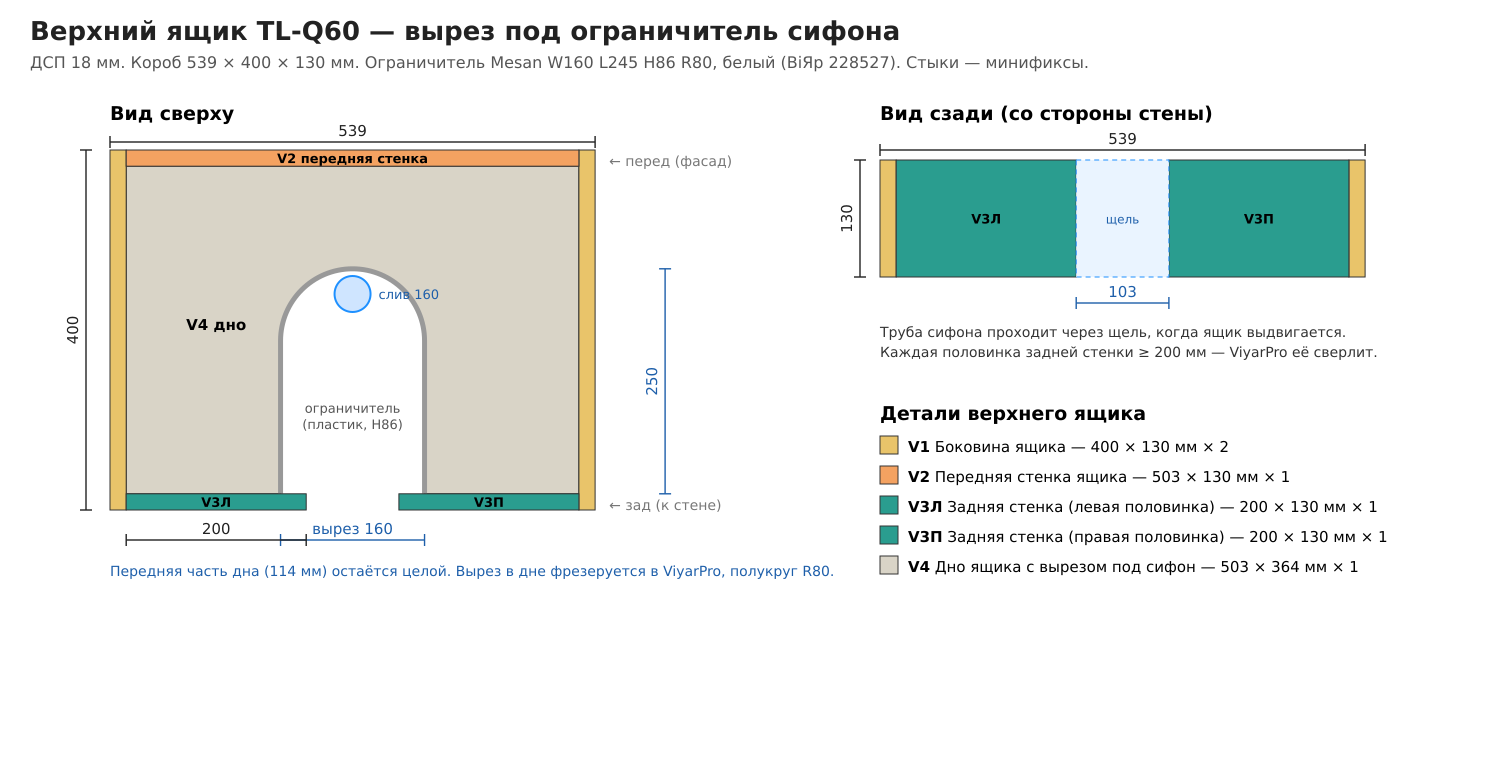 Верхний ящик TL-Q60 — вырез под ограничитель сифона
ДСП 18 мм. Короб 539 × 400 × 130 мм. Ограничитель Mesan W160 L245 H86 R80, белый (ВіЯр 228527). Стыки — минификсы.
Вид сверху
539
V2 передняя стенка
← перед (фасад)
400
V4 дно
слив 160
ограничитель
(пластик, H86)
250
V3Л
V3П
← зад (к стене)
200
вырез 160
Передняя часть дна (114 мм) остаётся целой. Вырез в дне фрезеруется в ViyarPro, полукруг R80.
Вид сзади (со стороны стены)
539
130
V3Л
щель
V3П
103
Труба сифона проходит через щель, когда ящик выдвигается.
Каждая половинка задней стенки ≥ 200 мм — ViyarPro её сверлит.
Детали верхнего ящика
V1 Боковина ящика — 400 × 130 мм × 2
V2 Передняя стенка ящика — 503 × 130 мм × 1
V3Л Задняя стенка (левая половинка) — 200 × 130 мм × 1
V3П Задняя стенка (правая половинка) — 200 × 130 мм × 1
V4 Дно ящика с вырезом под сифон — 503 × 364 мм × 1